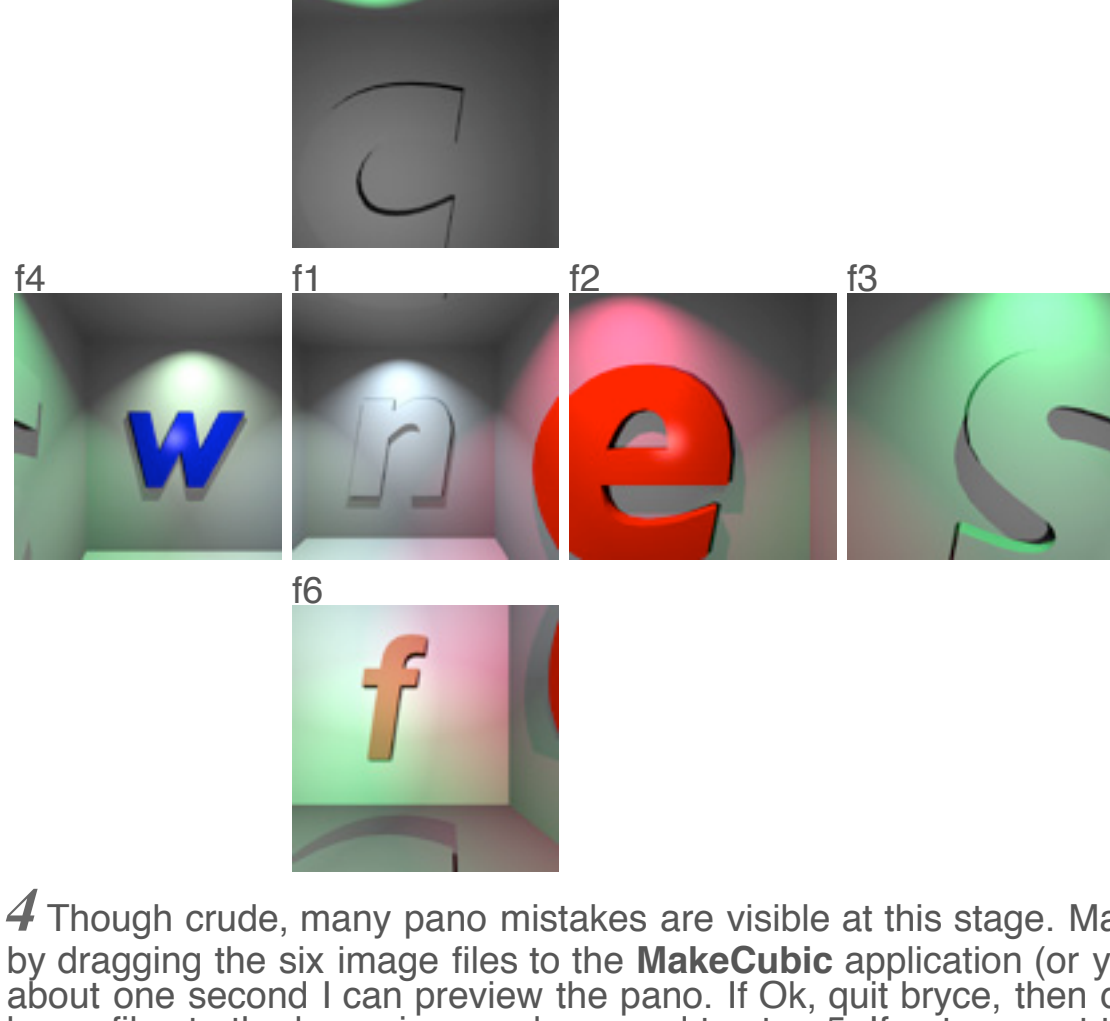 c
f4 f1 f2 f3
w n e s
f6
f
4 Though crude, many pano mistakes are visible at this stage. Ma
by dragging the six image files to the MakeCubic application (or y
about one second I can preview the pano. If Ok, quit bryce, then